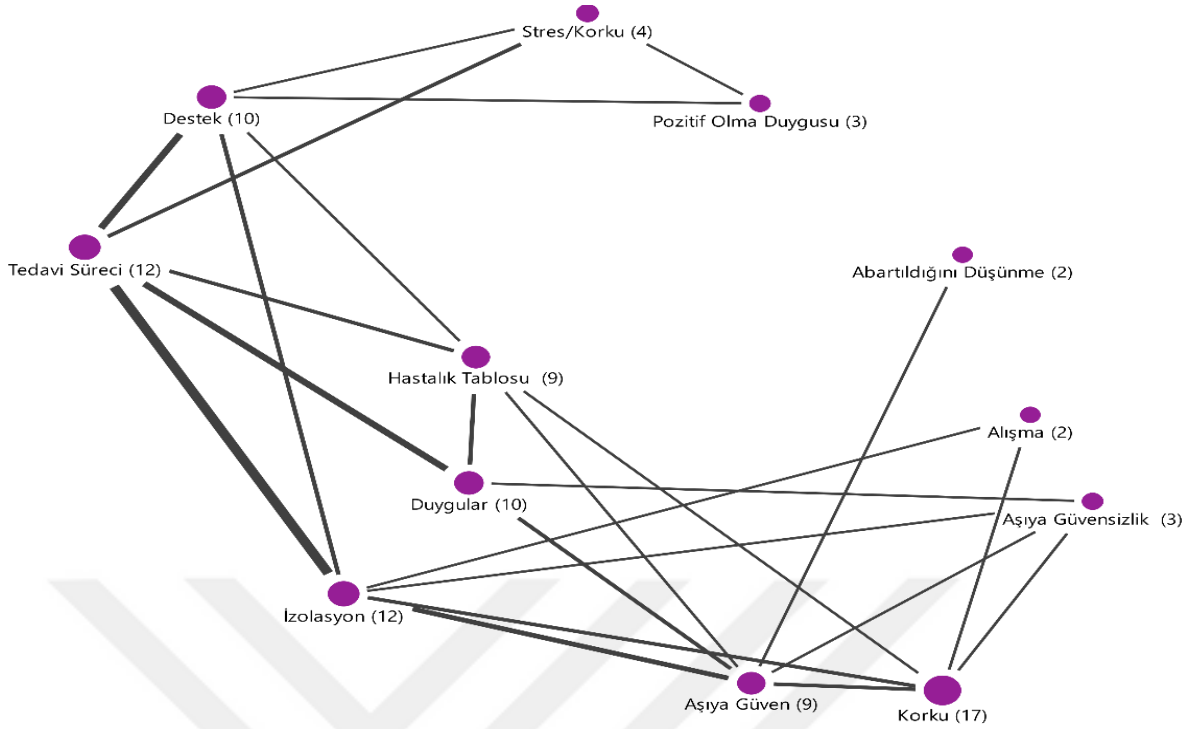 Stres/Korku (4)
Destek (10)
Pozitif Olma Duygusu (3)
Tedavi Süreci (12)
Abartıldığını Düşünme (2)
Hastalık Tablosu (9)
Alışma (2)
Duygular (10)
Aşıya Güvensizlik (3)
İzolasyon (12)
Aşıya Güven (9)
Korku (17)